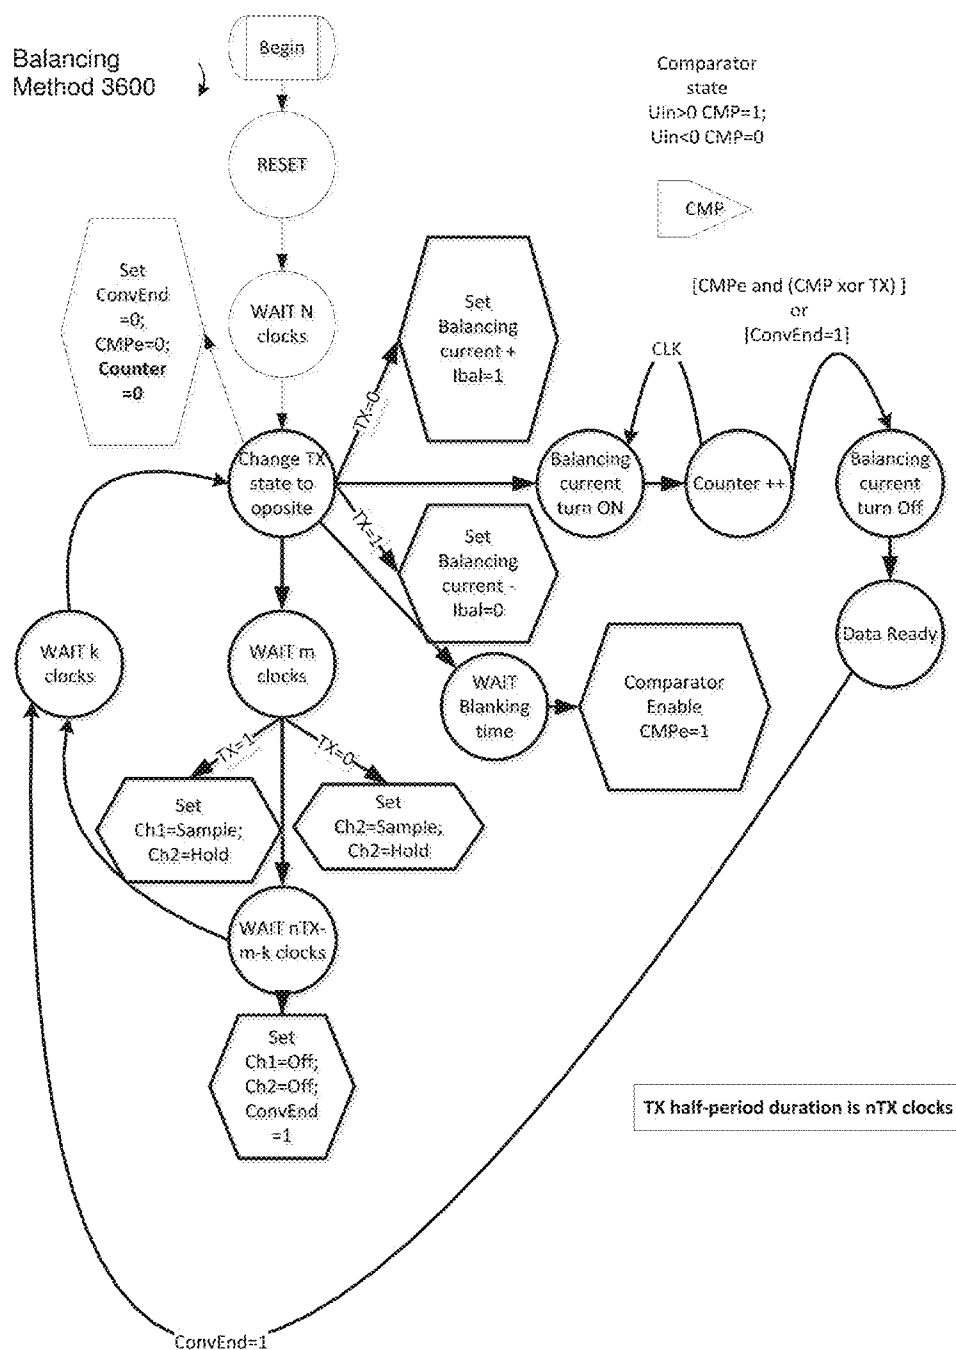 Balancing
Method 3600
Begin
Comparator
state
Uin>0 CMP=1;
Uin<0 CMP=0
RESET
CMP
Set
ConvEnd
=0;
CMPe=0;
Counter
=0
WAIT N
clocks
Set
Balancing
current +
Ibal=1
[CMPe and (CMP xor TX) ]
or
[ConvEnd=1]
CLK
TX=0
Change TX
state to
oposite
Balancing
current
turn ON
Counter ++
Balancing
current
turn Off
TX=1
Set
Balancing
current -
Ibal=0
WAIT k
clocks
WAIT m
clocks
Data Ready
WAIT
Blanking
time
Comparator
Enable
CMPe=1
TX=1
TX=0
Set
Ch1=Sample;
Ch2=Hold
Set
Ch2=Sample;
Ch2=Hold
WAIT nTX-
m-k clocks
Set
Ch1=Off;
Ch2=Off;
ConvEnd
=1
TX half-period duration is nTX clocks
ConvEnd=1